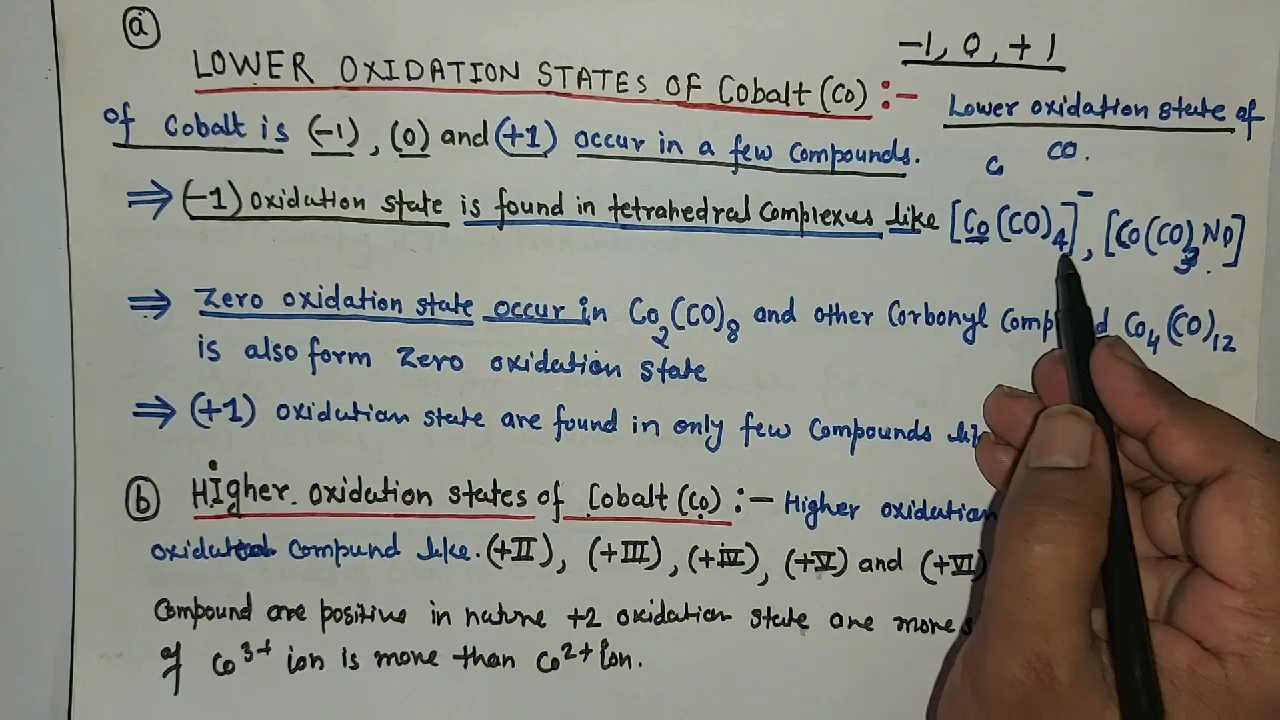 (a)
-1, 0, +1
LOWER OXIDATION STATES OF Cobalt (Co) :- Lower oxidation state of Co.
of Cobalt is (-1), (0) and (+1) occur in a few compounds.
⇒ (-1) oxidation state is found in tetrahedral complexus like [Co(CO)4]⁻, [Co(CO)3NO]
⇒ Zero oxidation state occur in Co2(CO)8 and other Corbonyl Comp d Co4(CO)12
is also form Zero oxidation state
⇒ (+1) oxidution state are found in only few Compounds
(b) HIgher oxidation states of Cobalt (Co) :- Higher oxidation
Compund like (+II), (+III), (+iV), (+V) and (+VI)
Compound are positive in nature +2 oxidation state are more
of Co3+ ion is more than Co2+ ion.